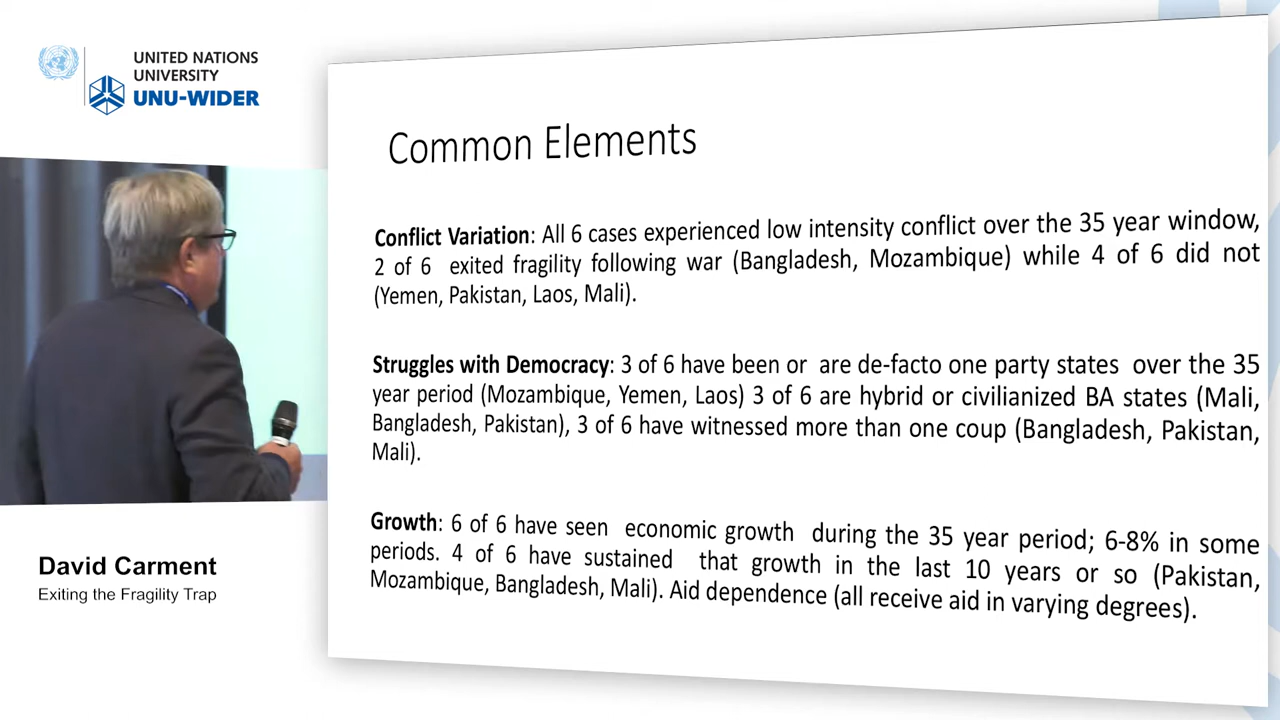 UNITED NATIONS
UNIVERSITY
UNU-WIDER
Common Elements
Conflict Variation: All 6 cases experienced low intensity conflict over the 35 year window,
2 of 6 exited fragility following war (Bangladesh, Mozambique) while 4 of 6 did not
(Yemen, Pakistan, Laos, Mali).
Struggles with Democracy: 3 of 6 have been or are de-facto one party states over the 35
year period (Mozambique, Yemen, Laos) 3 of 6 are hybrid or civilianized BA states (Mali,
Bangladesh, Pakistan), 3 of 6 have witnessed more than one coup (Bangladesh, Pakistan,
Mali).
Growth: 6 of 6 have seen economic growth during the 35 year period; 6-8% in some
periods. 4 of 6 have sustained that growth in the last 10 years or so (Pakistan,
Mozambique, Bangladesh, Mali). Aid dependence (all receive aid in varying degrees).
David Carment
Exiting the Fragility Trap